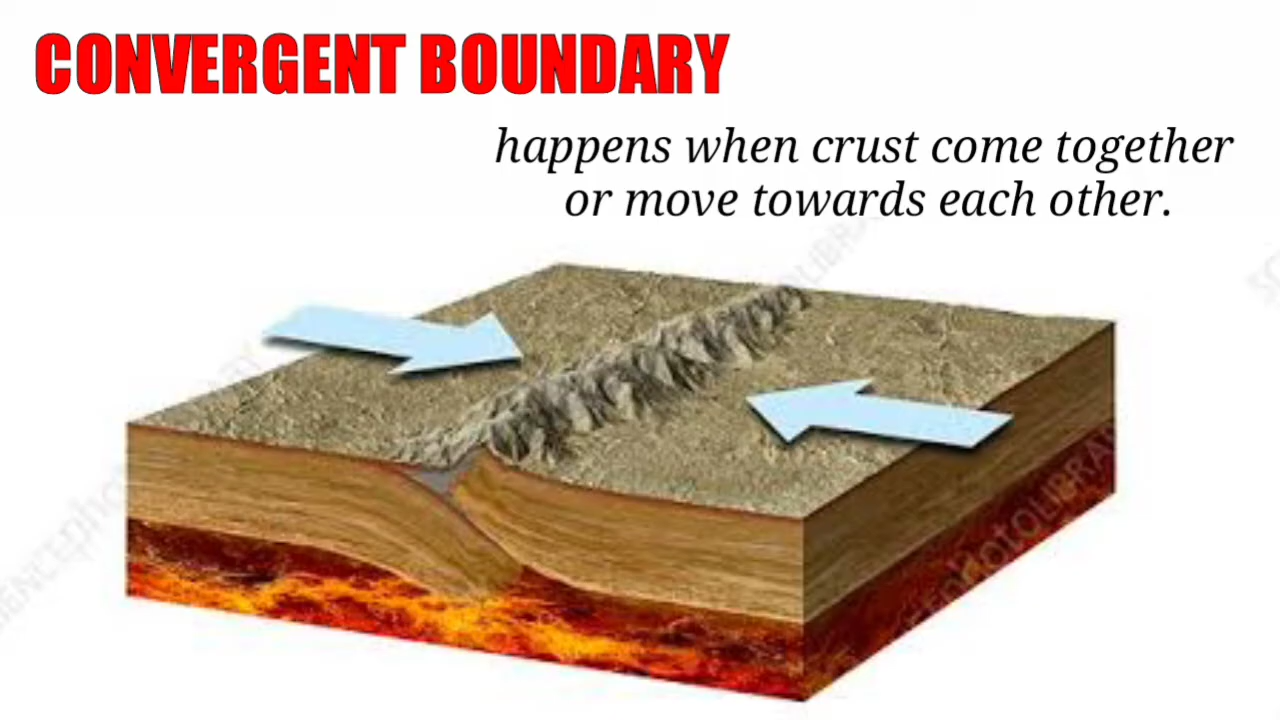 CONVERGENT BOUNDARY
happens when crust come together
or move towards each other.